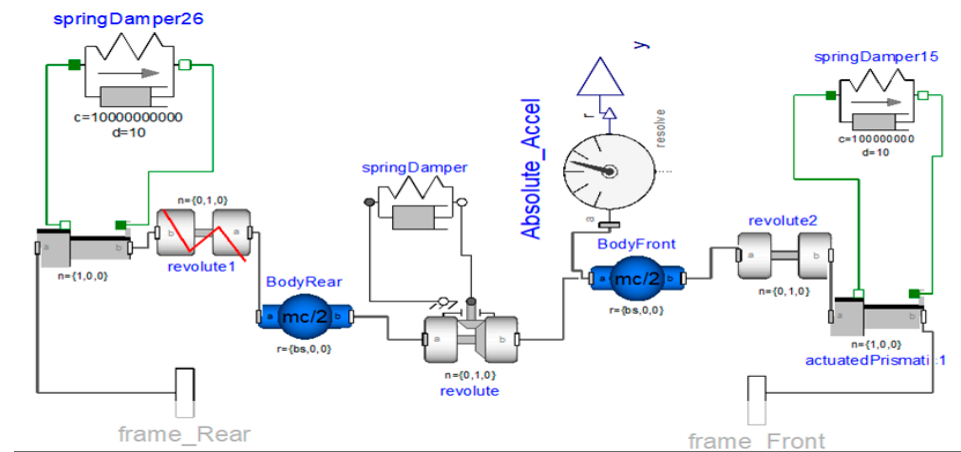 springDamper26
c=10000000000
d=10
n={1,0,0}
a
b
n={0,1,0}
b
a
revolute1
BodyRear
a mc/2 b
r={bs,0,0}
springDamper
a
b
n={0,1,0}
revolute
Absolute_Accel
y
r
resolve
a
BodyFront
a mc/2 b
r={bs,0,0}
revolute2
a
b
n={0,1,0}
springDamper15
c=100000000
d=10
a
b
n={1,0,0}
actuatedPrismati:1
frame_Rear
frame_Front